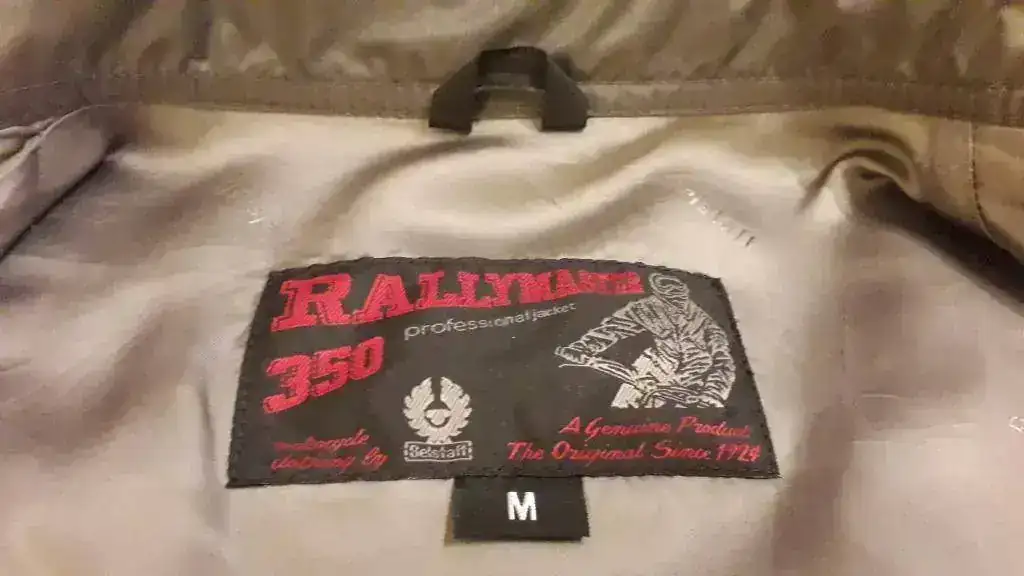 RALLYMASTER
professional jacket
350
motorcycle
clothing by
Belstaff
A Genuine Product
The Original Since 1924
M